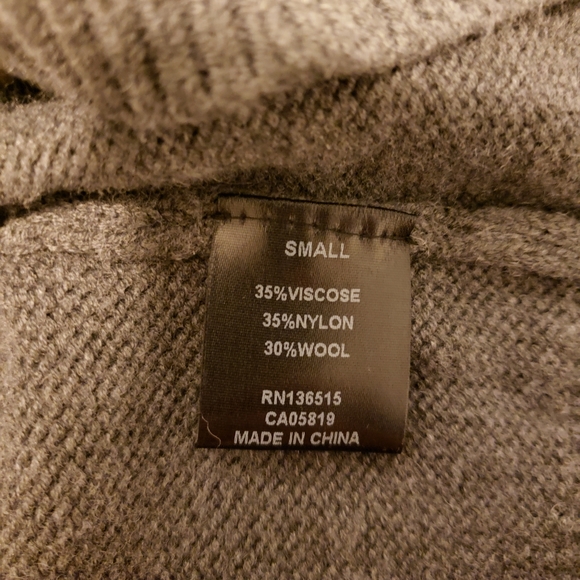 SMALL
35%VISCOSE
35%NYLON
30%WOOL
RN136515
CA05819
MADE IN CHINA